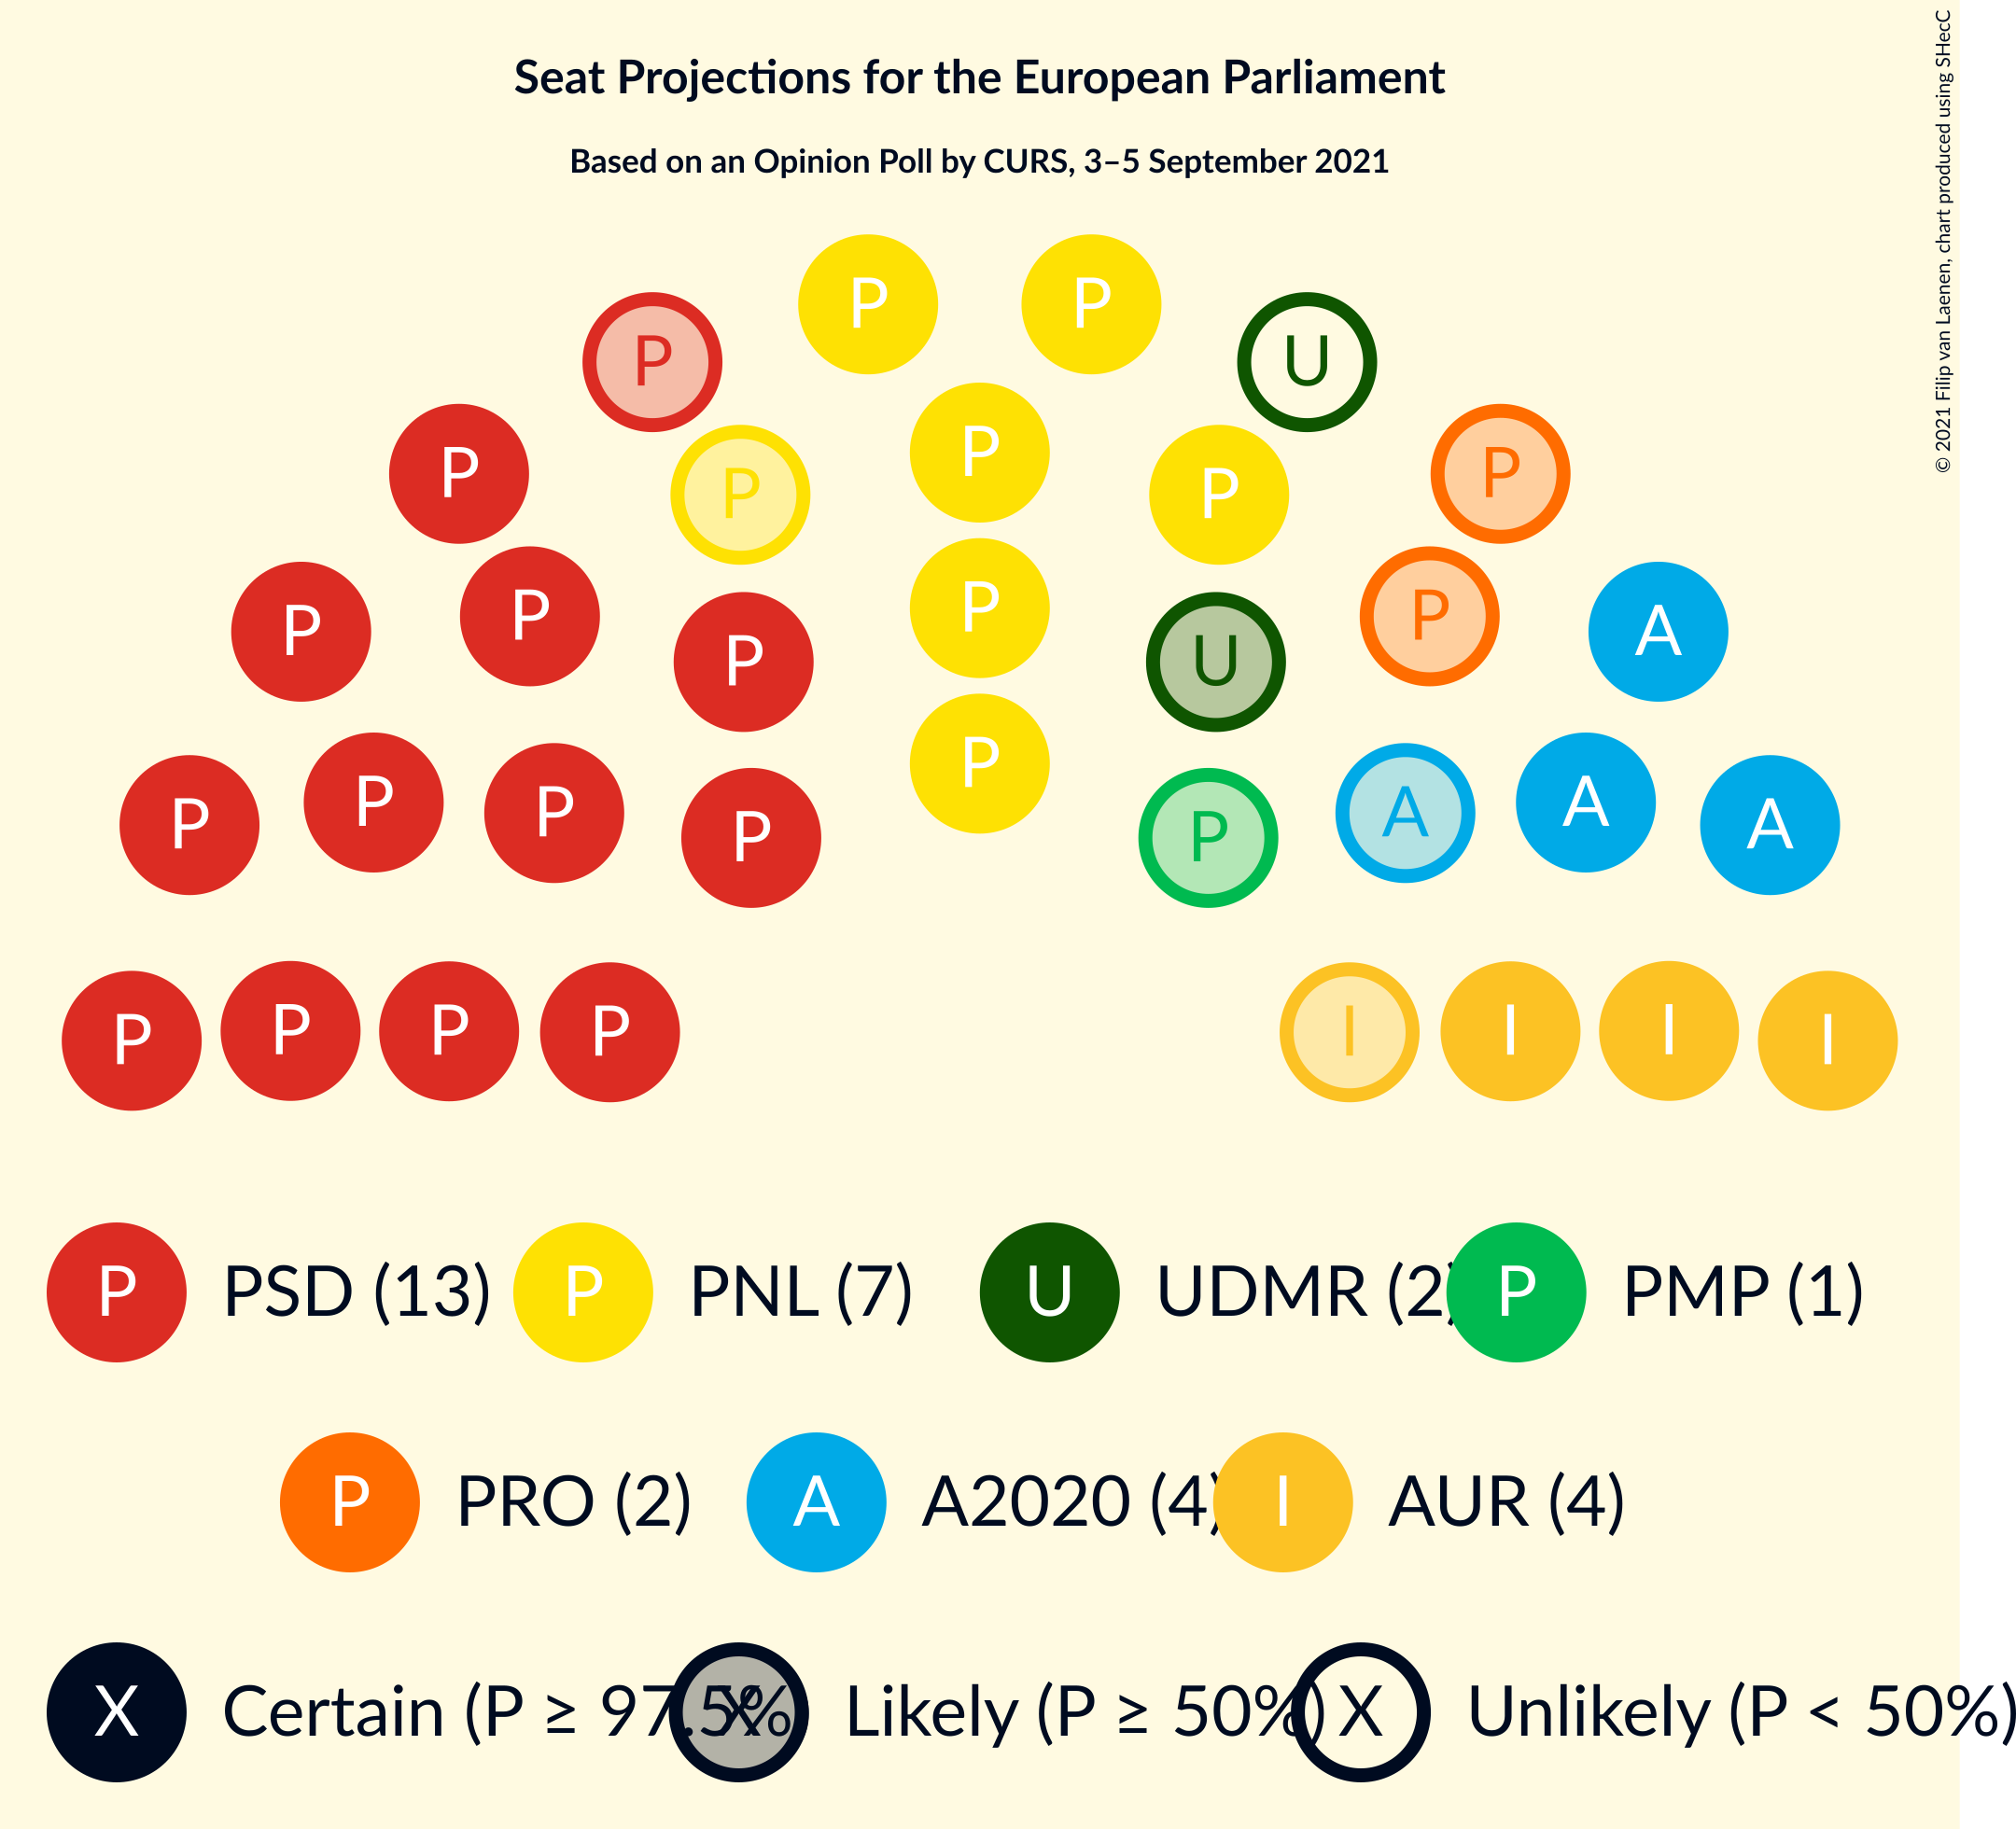 Seat Projections for the European Parliament
Based on an Opinion Poll by CURS, 3–5 September 2021
© 2021 Filip van Laenen, chart produced using SHecC
P P
P U
P P
P P P
P P
P P
P P A
P U
P
P P P P P A A A
P P P P I I I I
P PSD (13) P PNL (7) U UDMR (2) P PMP (1)
P PRO (2) A A2020 (4) I AUR (4)
X Certain (P ≥ 97.5% X Likely (P ≥ 50%) X Unlikely (P < 50%)